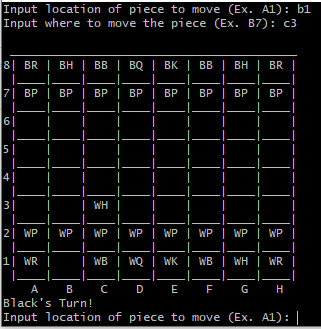 Input location of piece to move (Ex. A1): b1
Input where to move the piece (Ex. B7): c3
8| BR | BH | BB | BQ | BK | BB | BH | BR |
7| BP | BP | BP | BP | BP | BP | BP | BP |
6|
5|
4|
3| WH
2| WP | WP | WP | WP | WP | WP | WP | WP |
1| WR | | WB | WQ | WK | WB | WH | WR |
A B C D E F G H
Black's Turn!
Input location of piece to move (Ex. A1):